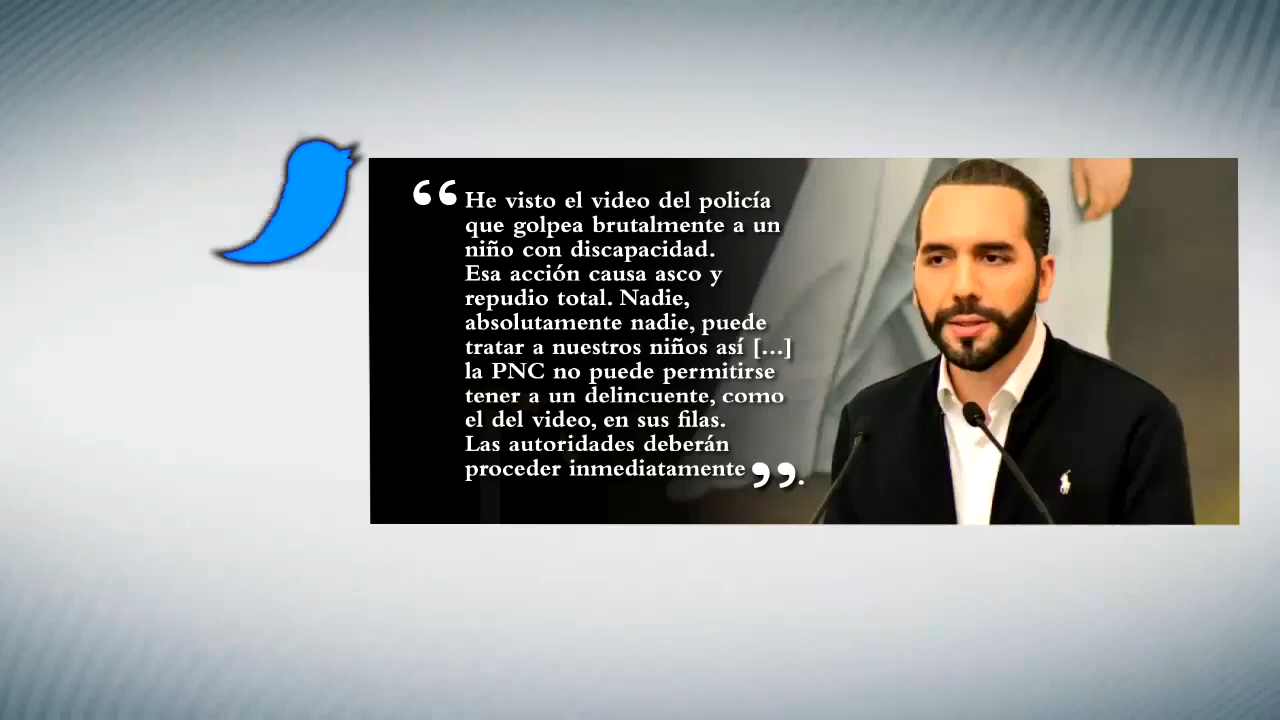 “ He visto el video del policía
que golpea brutalmente a un
niño con discapacidad.
Esa acción causa asco y
repudio total. Nadie,
absolutamente nadie, puede
tratar a nuestros niños así [...]
la PNC no puede permitirse
tener a un delincuente, como
el del video, en sus filas.
Las autoridades deberán
proceder inmediatamente ”.